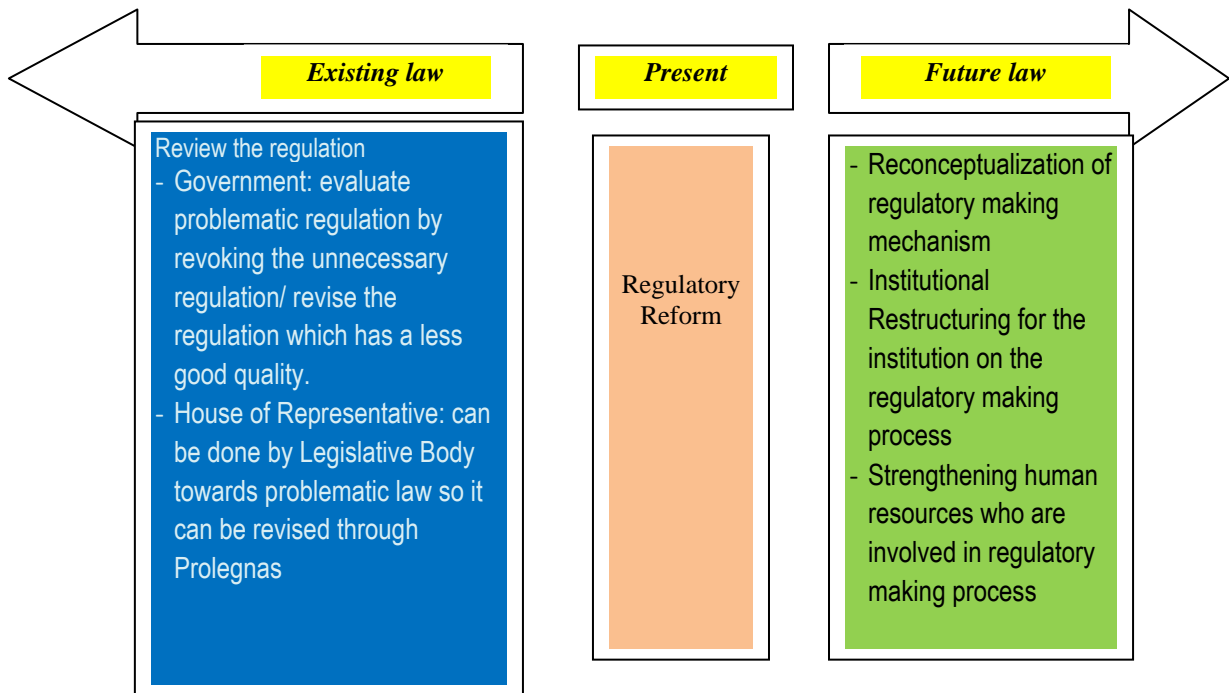 Existing law
Present
Future law
Review the regulation
- Government: evaluate
problematic regulation by
revoking the unnecessary
regulation/ revise the
regulation which has a less
good quality.
- House of Representative: can
be done by Legislative Body
towards problematic law so it
can be revised through
Prolegnas
Regulatory
Reform
- Reconceptualization of
regulatory making
mechanism
- Institutional
Restructuring for the
institution on the
regulatory making
process
- Strengthening human
resources who are
involved in regulatory
making process